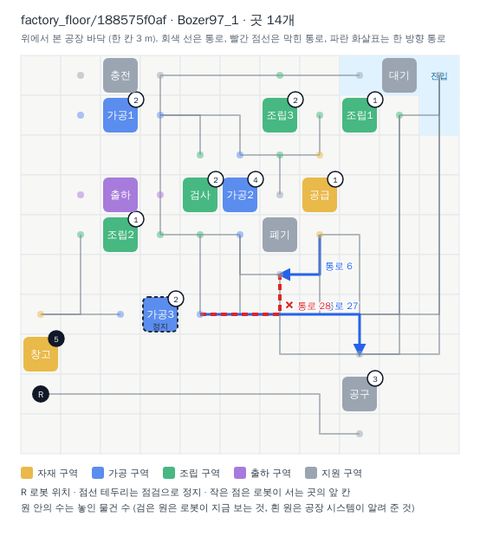 factory_floor/188575f0af · Bozer97_1 · 곳 14개
위에서 본 공장 바닥 (한 칸 3 m). 회색 선은 통로, 빨간 점선은 막힌 통로, 파란 화살표는 한 방향 통로
충전
대기
진입
가공1
2
조립3
2
조립1
1
출하
검사
2
가공2
4
공급
1
조립2
1
폐기
통로 6
가공3
2
정지
✕ 통로 28
통로 27
창고
5
R
공구
3
자재 구역
가공 구역
조립 구역
출하 구역
지원 구역
R 로봇 위치 · 점선 테두리는 점검으로 정지 · 작은 점은 로봇이 서는 곳의 앞 칸
원 안의 수는 놓인 물건 수 (검은 원은 로봇이 지금 보는 것, 흰 원은 공장 시스템이 알려 준 것)